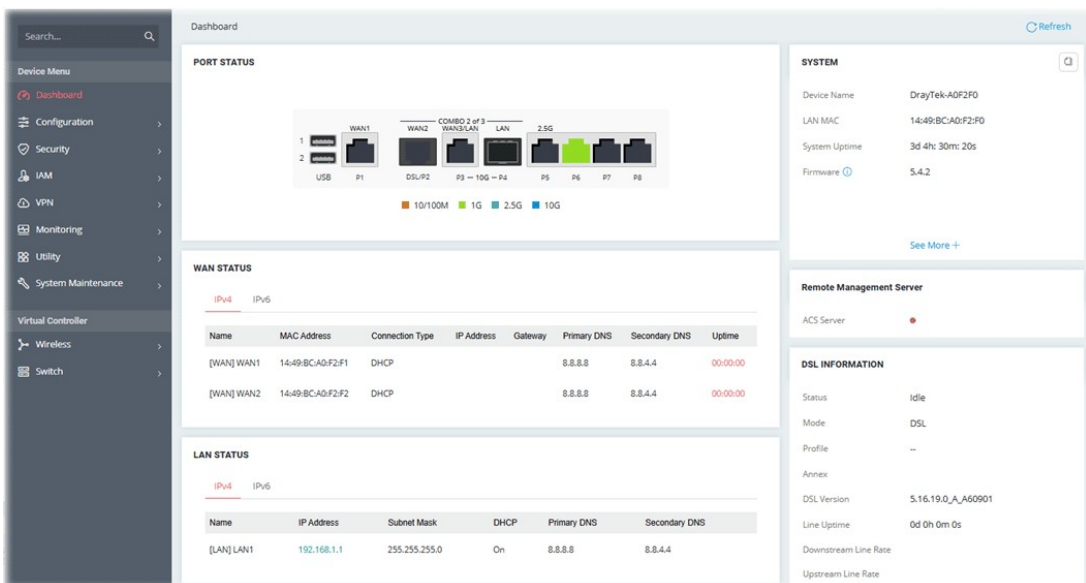 Search...
Device Menu
Dashboard
Configuration
Security
IAM
VPN
Monitoring
Utility
System Maintenance
Virtual Controller
Wireless
Switch
Dashboard
Refresh
PORT STATUS
COMBO 2 of 3
WAN1 WAN2 WAN3/LAN LAN 2.5G
1
2
USB P1 DSL/P2 P3 — 10G — P4 P5 P6 P7 P8
10/100M 1G 2.5G 10G
WAN STATUS
IPv4 IPv6
Name MAC Address Connection Type IP Address Gateway Primary DNS Secondary DNS Uptime
[WAN] WAN1 14:49:BC:A0:F2:F1 DHCP 8.8.8.8 8.8.4.4 00:00:00
[WAN] WAN2 14:49:BC:A0:F2:F2 DHCP 8.8.8.8 8.8.4.4 00:00:00
LAN STATUS
IPv4 IPv6
Name IP Address Subnet Mask DHCP Primary DNS Secondary DNS
[LAN] LAN1 192.168.1.1 255.255.255.0 On 8.8.8.8 8.8.4.4
SYSTEM
Device Name DrayTek-A0F2F0
LAN MAC 14:49:BC:A0:F2:F0
System Uptime 3d 4h: 30m: 20s
Firmware 5.4.2
See More +
Remote Management Server
ACS Server
DSL INFORMATION
Status Idle
Mode DSL
Profile --
Annex
DSL Version 5.16.19.0_A_A60901
Line Uptime 0d 0h 0m 0s
Downstream Line Rate
Upstream Line Rate